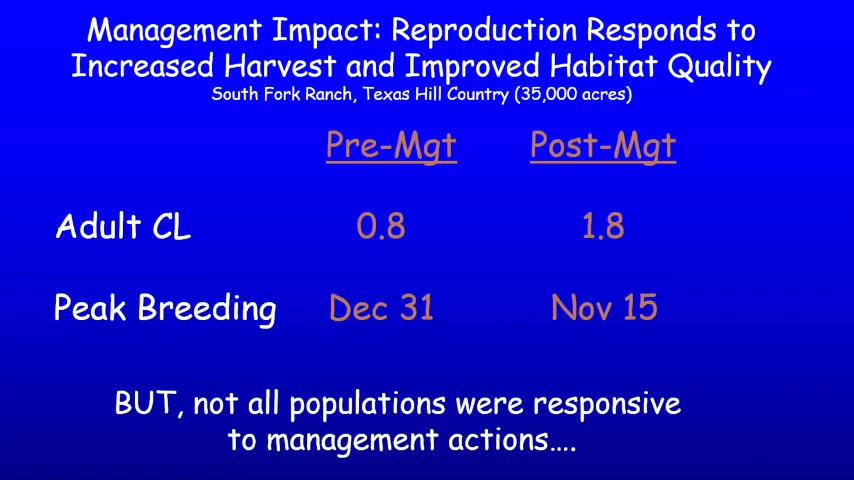 Management Impact: Reproduction Responds to
Increased Harvest and Improved Habitat Quality
South Fork Ranch, Texas Hill Country (35,000 acres)
Pre-Mgt Post-Mgt
Adult CL 0.8 1.8
Peak Breeding Dec 31 Nov 15
BUT, not all populations were responsive
to management actions….